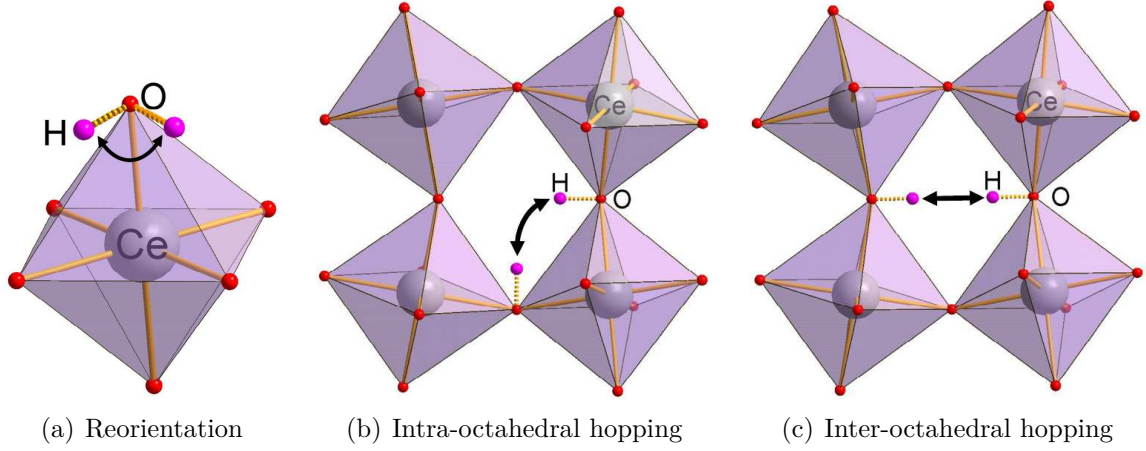 O
H
Ce
(a) Reorientation
Ce
H
O
(b) Intra-octahedral hopping
Ce
H
O
(c) Inter-octahedral hopping